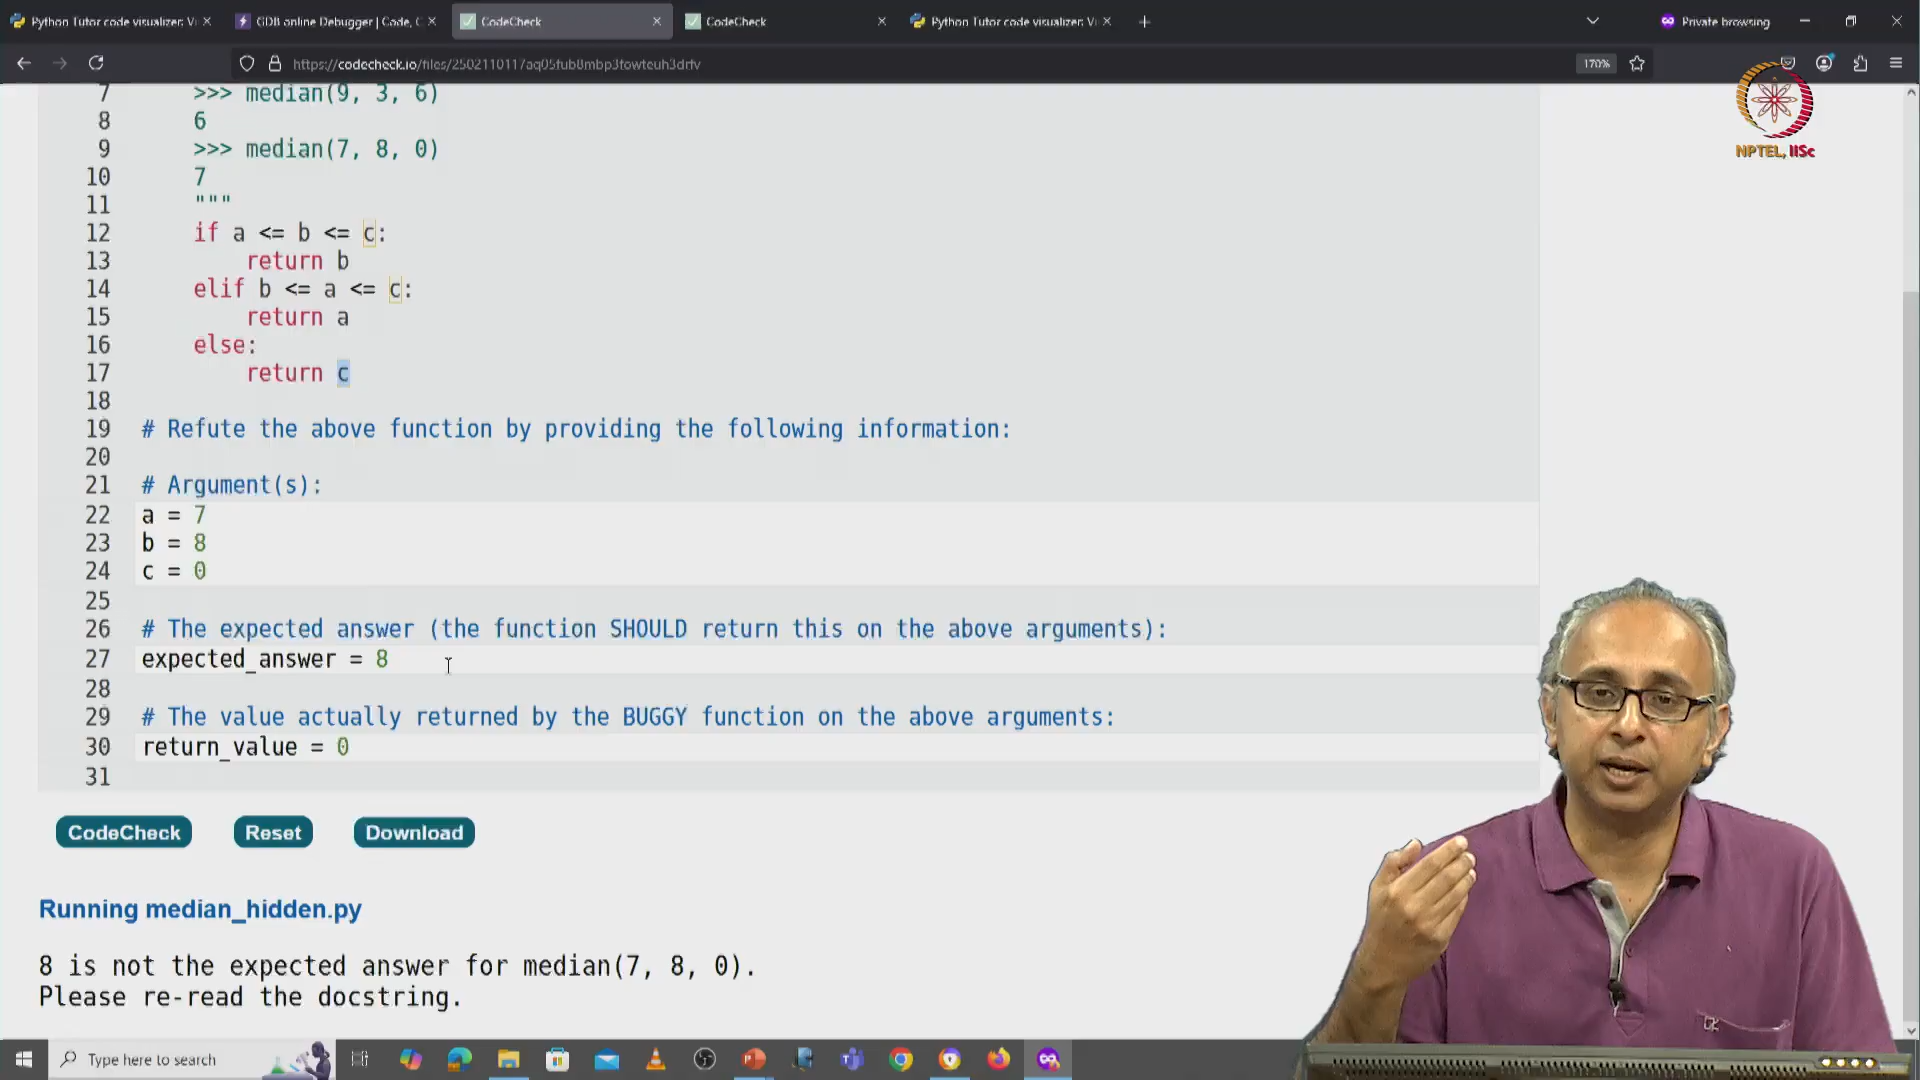 Python Tutor code visualizer: Vi
GDB online Debugger | Code, C
CodeCheck
CodeCheck
Python Tutor code visualizer: Vi
Private browsing
https://codecheck.io/files/2502110117aq05fub8mbp3fowteuh3drfv
170%
NPTEL, IISc
7 >>> median(9, 3, 6)
8 6
9 >>> median(7, 8, 0)
10 7
11 """
12 if a <= b <= c:
13 return b
14 elif b <= a <= c:
15 return a
16 else:
17 return c
18
19 # Refute the above function by providing the following information:
20
21 # Argument(s):
22 a = 7
23 b = 8
24 c = 0
25
26 # The expected answer (the function SHOULD return this on the above arguments):
27 expected_answer = 8
28
29 # The value actually returned by the BUGGY function on the above arguments:
30 return_value = 0
31
CodeCheck Reset Download
Running median_hidden.py
8 is not the expected answer for median(7, 8, 0).
Please re-read the docstring.
Type here to search